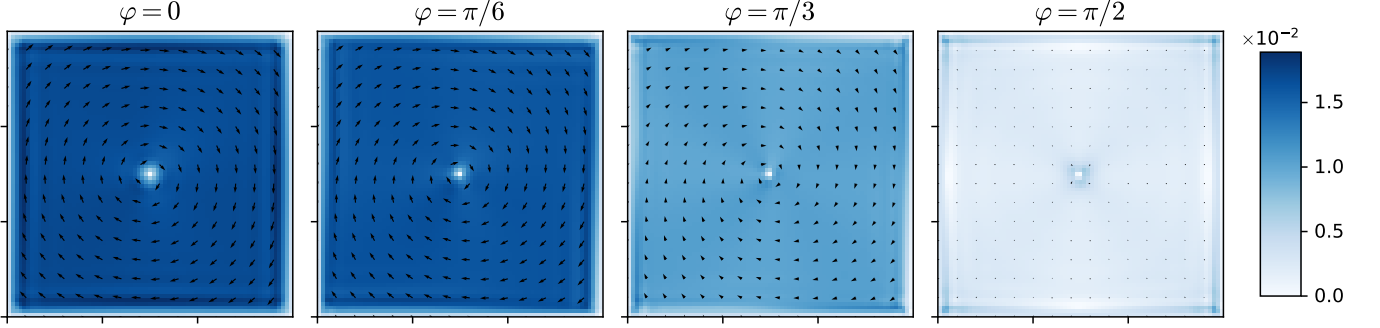 φ = 0
φ = π/6
φ = π/3
φ = π/2
×10⁻²
1.5
1.0
0.5
0.0